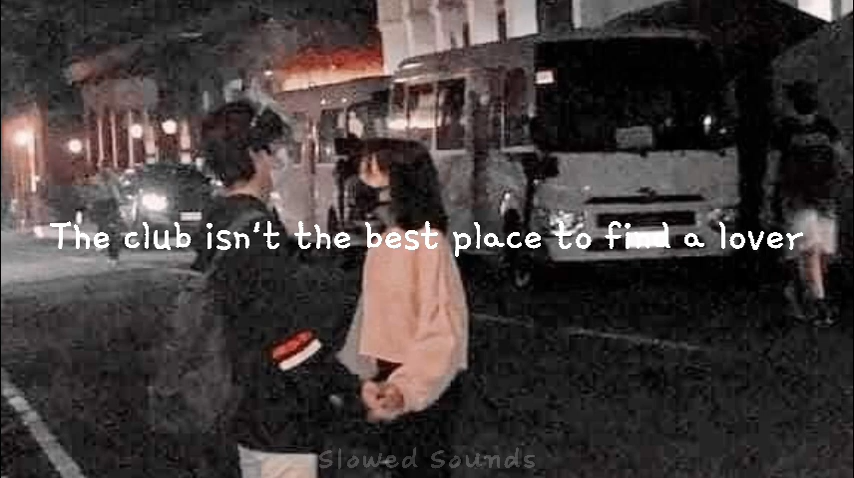 The club isn't the best place to find a lover
Slowed Sounds